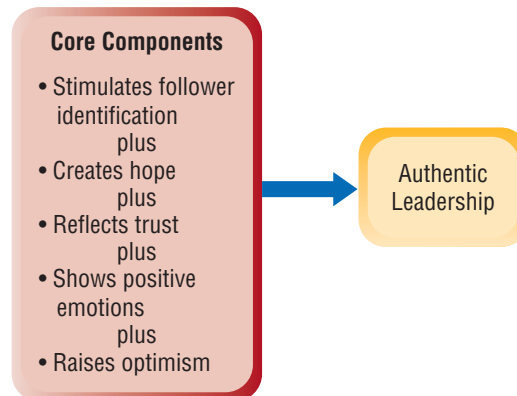 Core Components
• Stimulates follower
identification
plus
• Creates hope
plus
• Reflects trust
plus
• Shows positive
emotions
plus
• Raises optimism
Authentic
Leadership